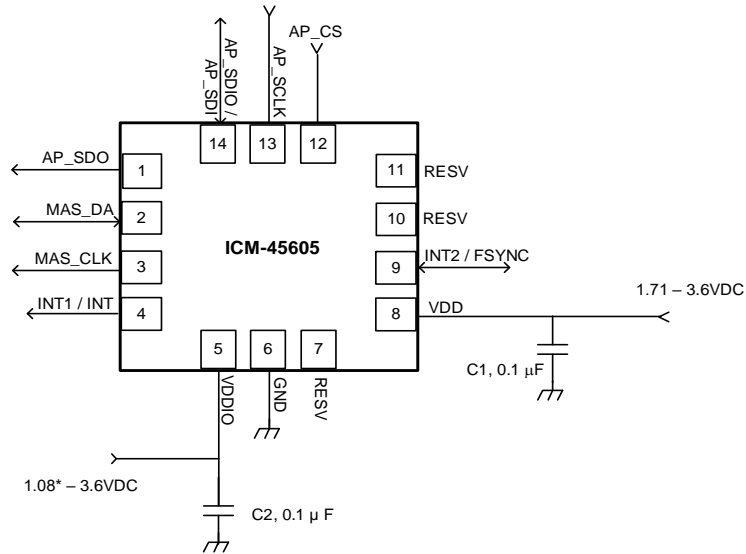 AP_SDIO /
AP_SDI
AP_SCLK
AP_CS
14
13
12
AP_SDO
1
11
RESV
MAS_DA
2
10
RESV
ICM-45605
MAS_CLK
3
9
INT2 / FSYNC
INT1 / INT
4
8
VDD
1.71 – 3.6VDC
5
6
7
VDDIO
GND
RESV
C1, 0.1 μF
1.08* – 3.6VDC
C2, 0.1 μ F